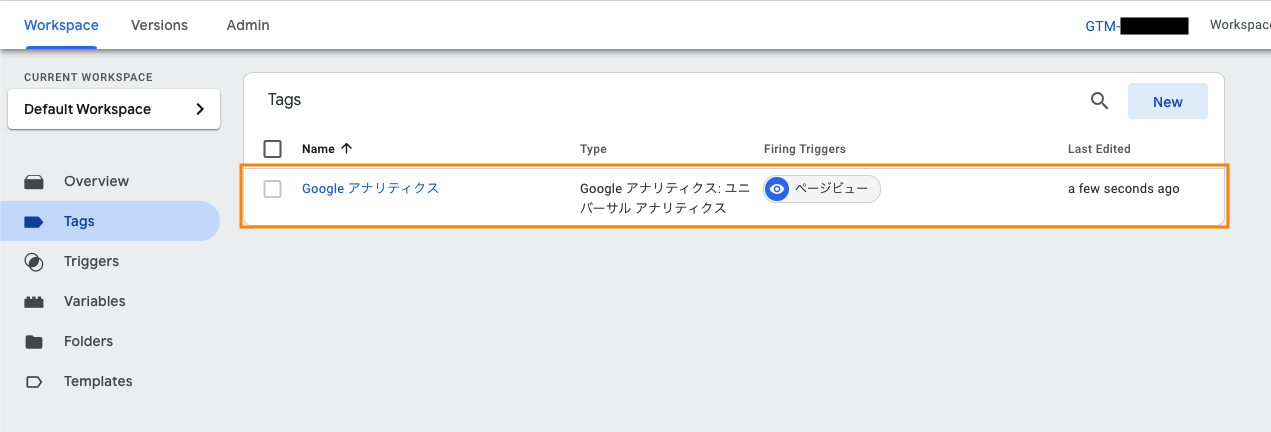 Workspace Versions Admin GTM- Workspac
CURRENT WORKSPACE
Default Workspace
Overview
Tags
Triggers
Variables
Folders
Templates
Tags New
Name Type Firing Triggers Last Edited
Google アナリティクス Google アナリティクス: ユニ ページビュー a few seconds ago
バーサル アナリティクス